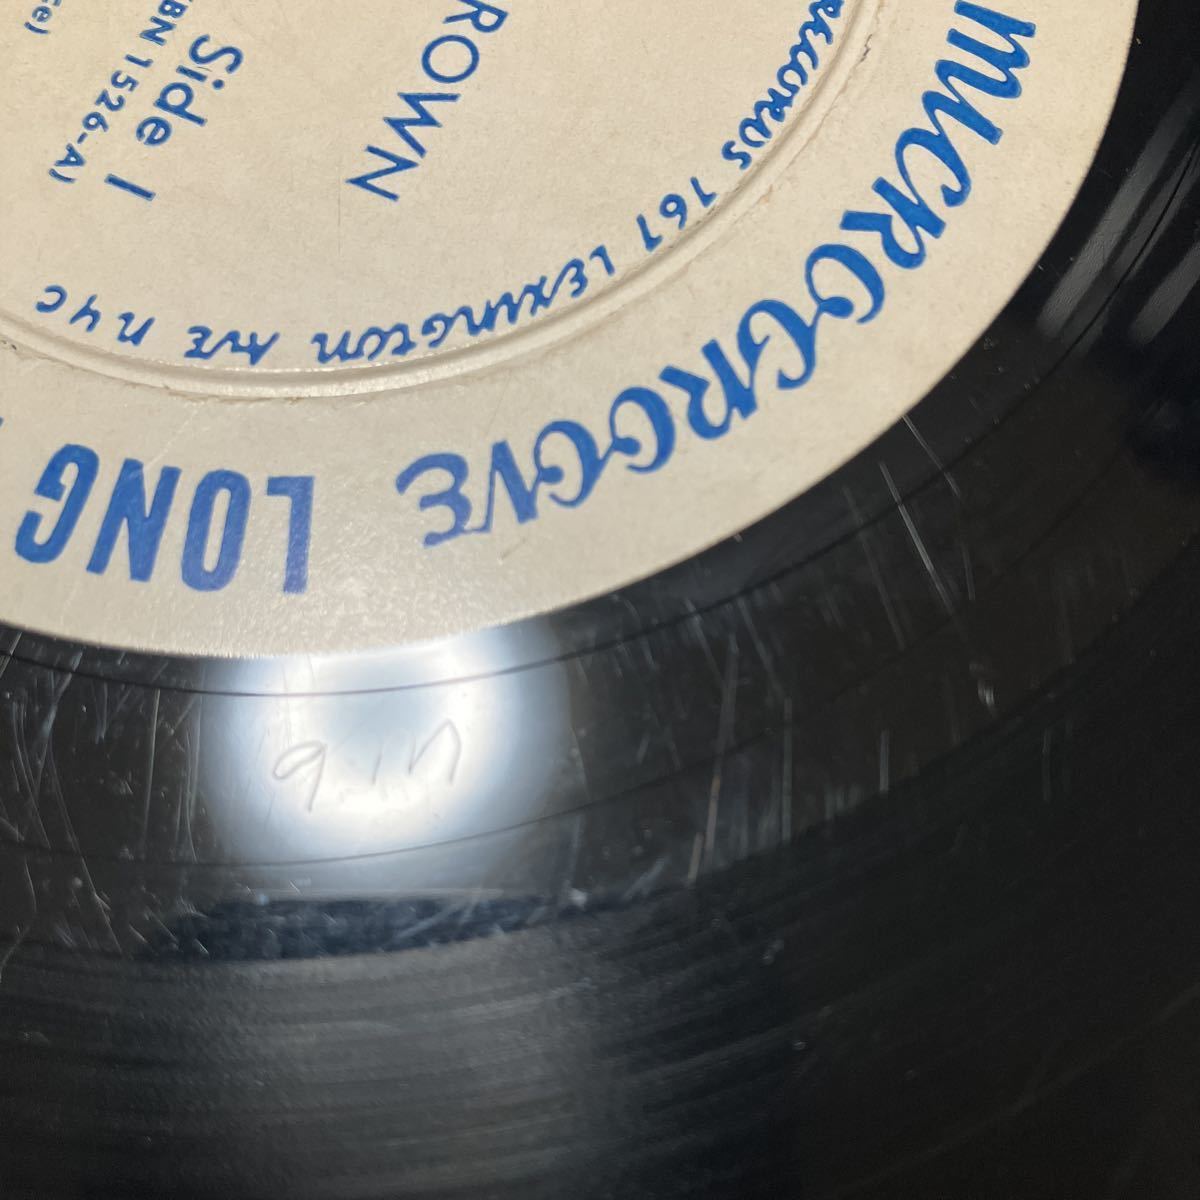 ROWN
Side 1
BN 1526-A)
RECORDS 767 LEXINGTON AVE NYC
LONG
MICROGROOVE